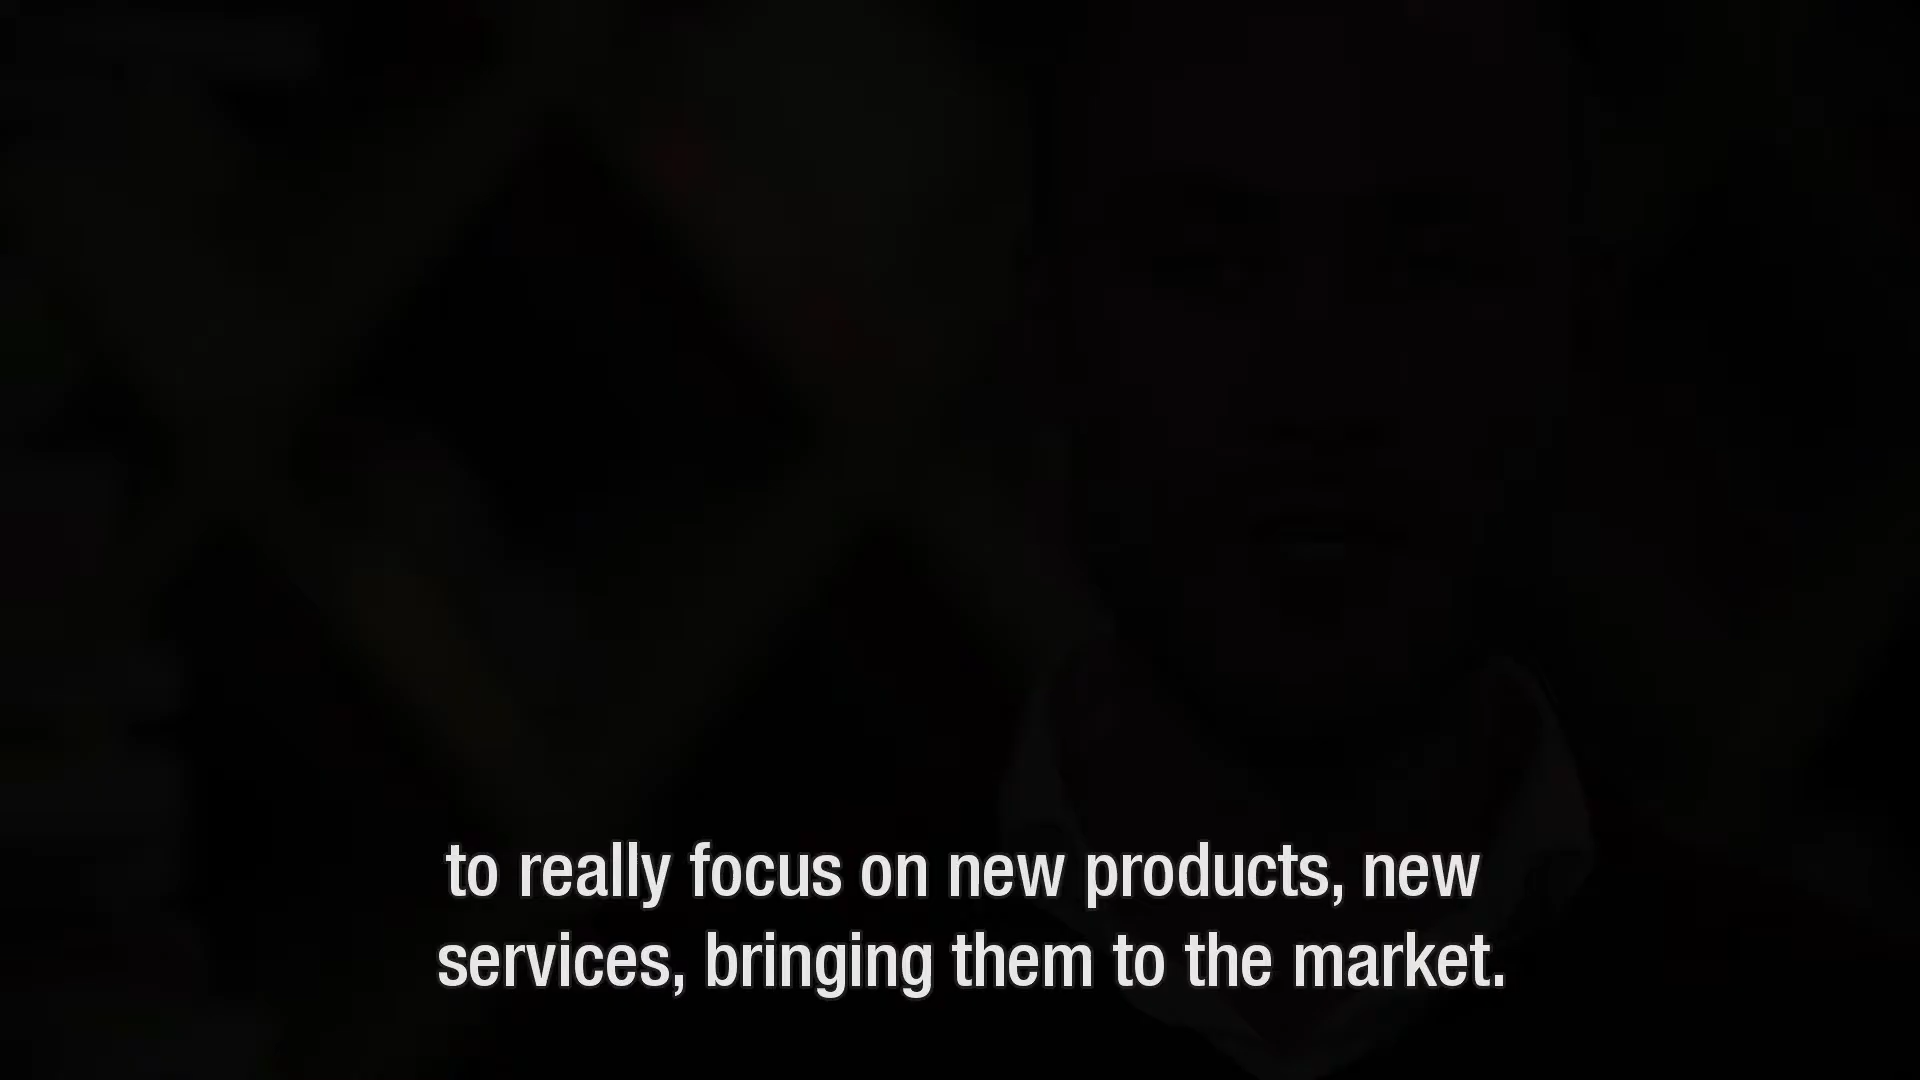 to really focus on new products, new
services, bringing them to the market.